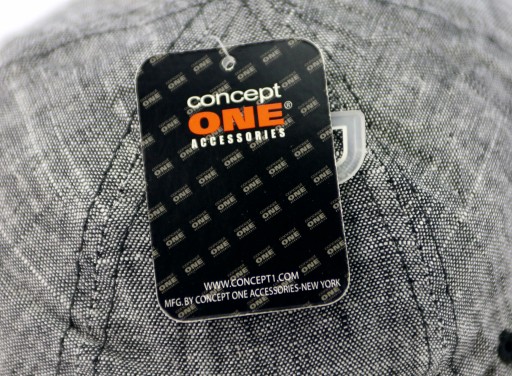 concept
ONE®
ACCESSORIES
WWW.CONCEPT1.COM
MFG. BY CONCEPT ONE ACCESSORIES-NEW YORK